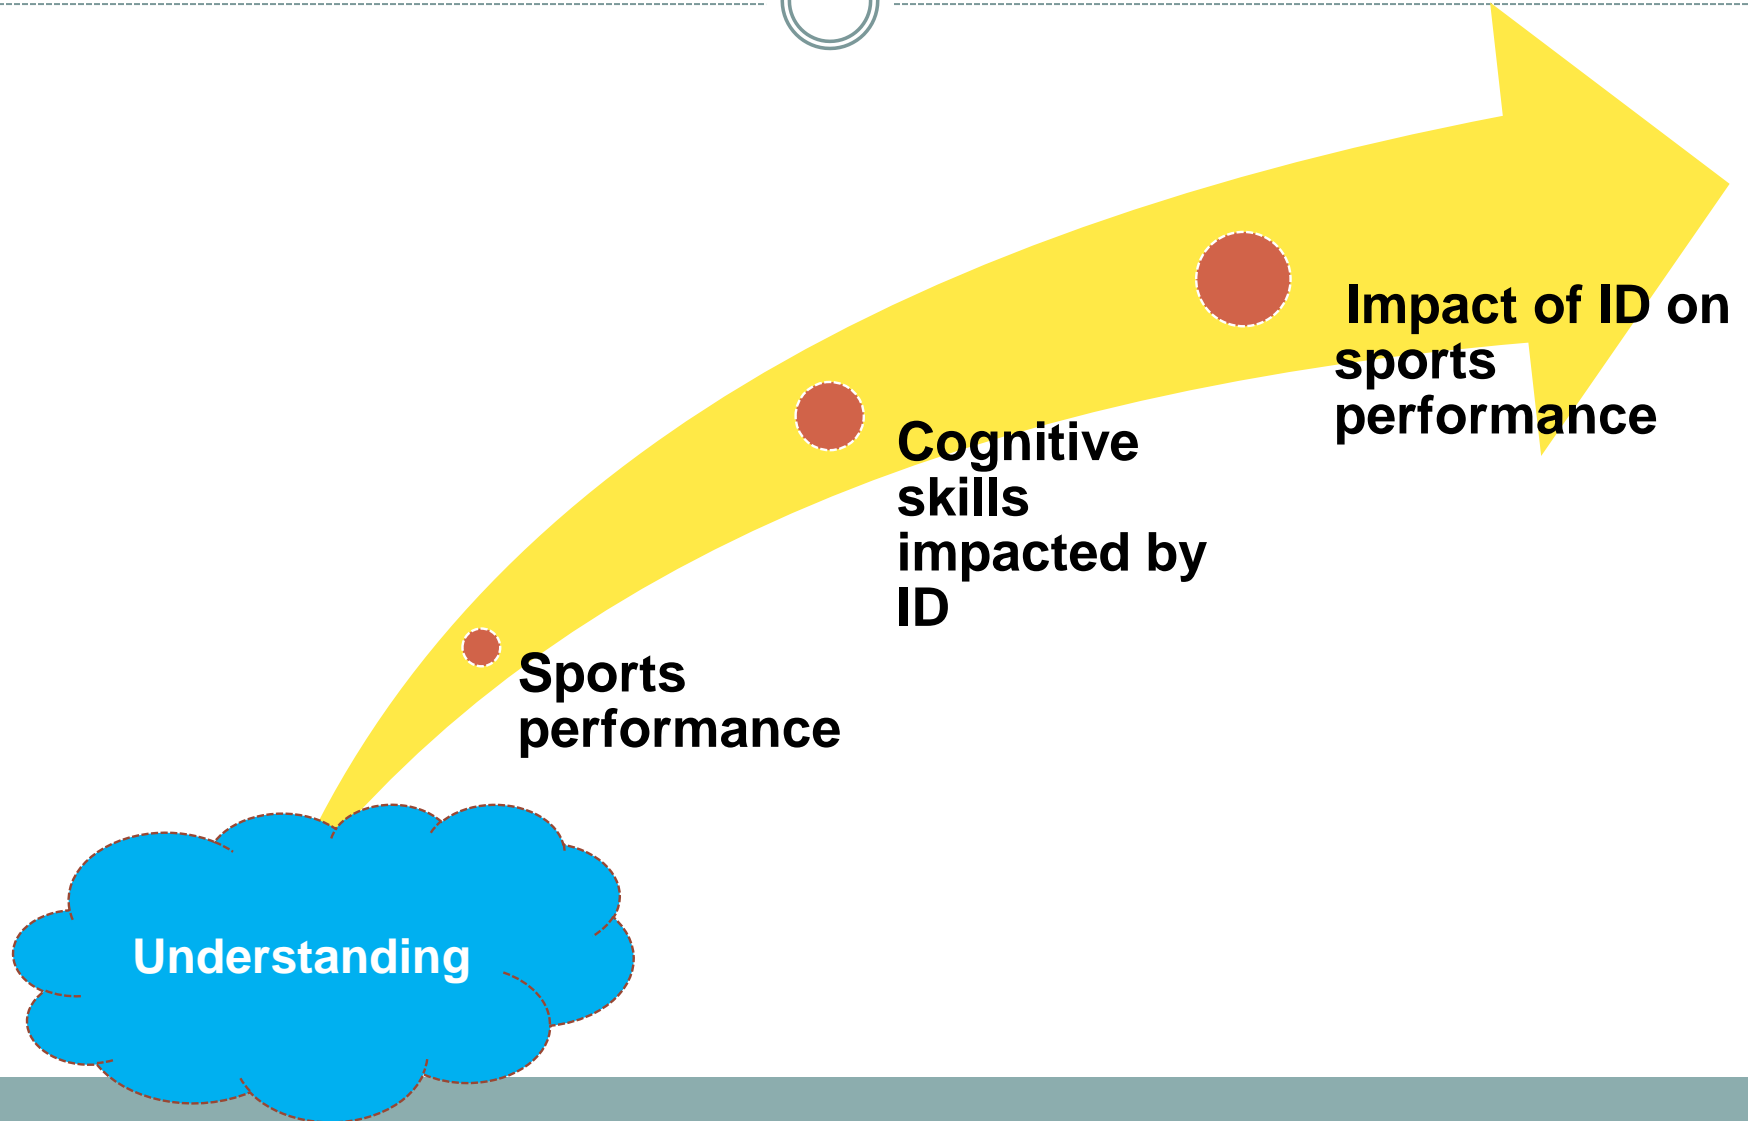 Impact of ID on
sports
performance
Cognitive
skills
impacted by
ID
Sports
performance
Understanding